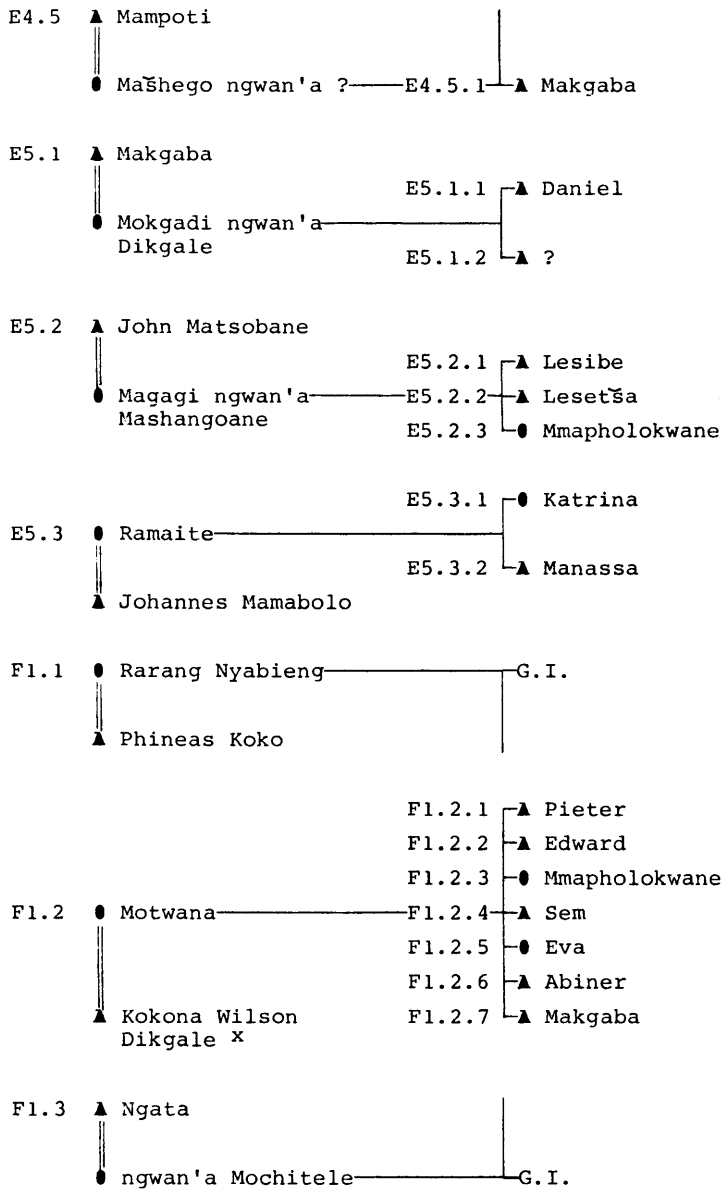 E4.5 Mampoti
Mas̆hego ngwan'a ? E4.5.1 Makgaba
E5.1 Makgaba
E5.1.1 Daniel
Mokgadi ngwan'a
Dikgale
E5.1.2 ?
E5.2 John Matsobane
E5.2.1 Lesibe
Magagi ngwan'a E5.2.2 Lesets̆a
Mashangoane
E5.2.3 Mmapholokwane
E5.3.1 Katrina
E5.3 Ramaite
E5.3.2 Manassa
Johannes Mamabolo
F1.1 Rarang Nyabieng G.I.
Phineas Koko
F1.2.1 Pieter
F1.2.2 Edward
F1.2.3 Mmapholokwane
F1.2 Motwana F1.2.4 Sem
F1.2.5 Eva
F1.2.6 Abiner
Kokona Wilson F1.2.7 Makgaba
Dikgale x
F1.3 Ngata
ngwan'a Mochitele G.I.